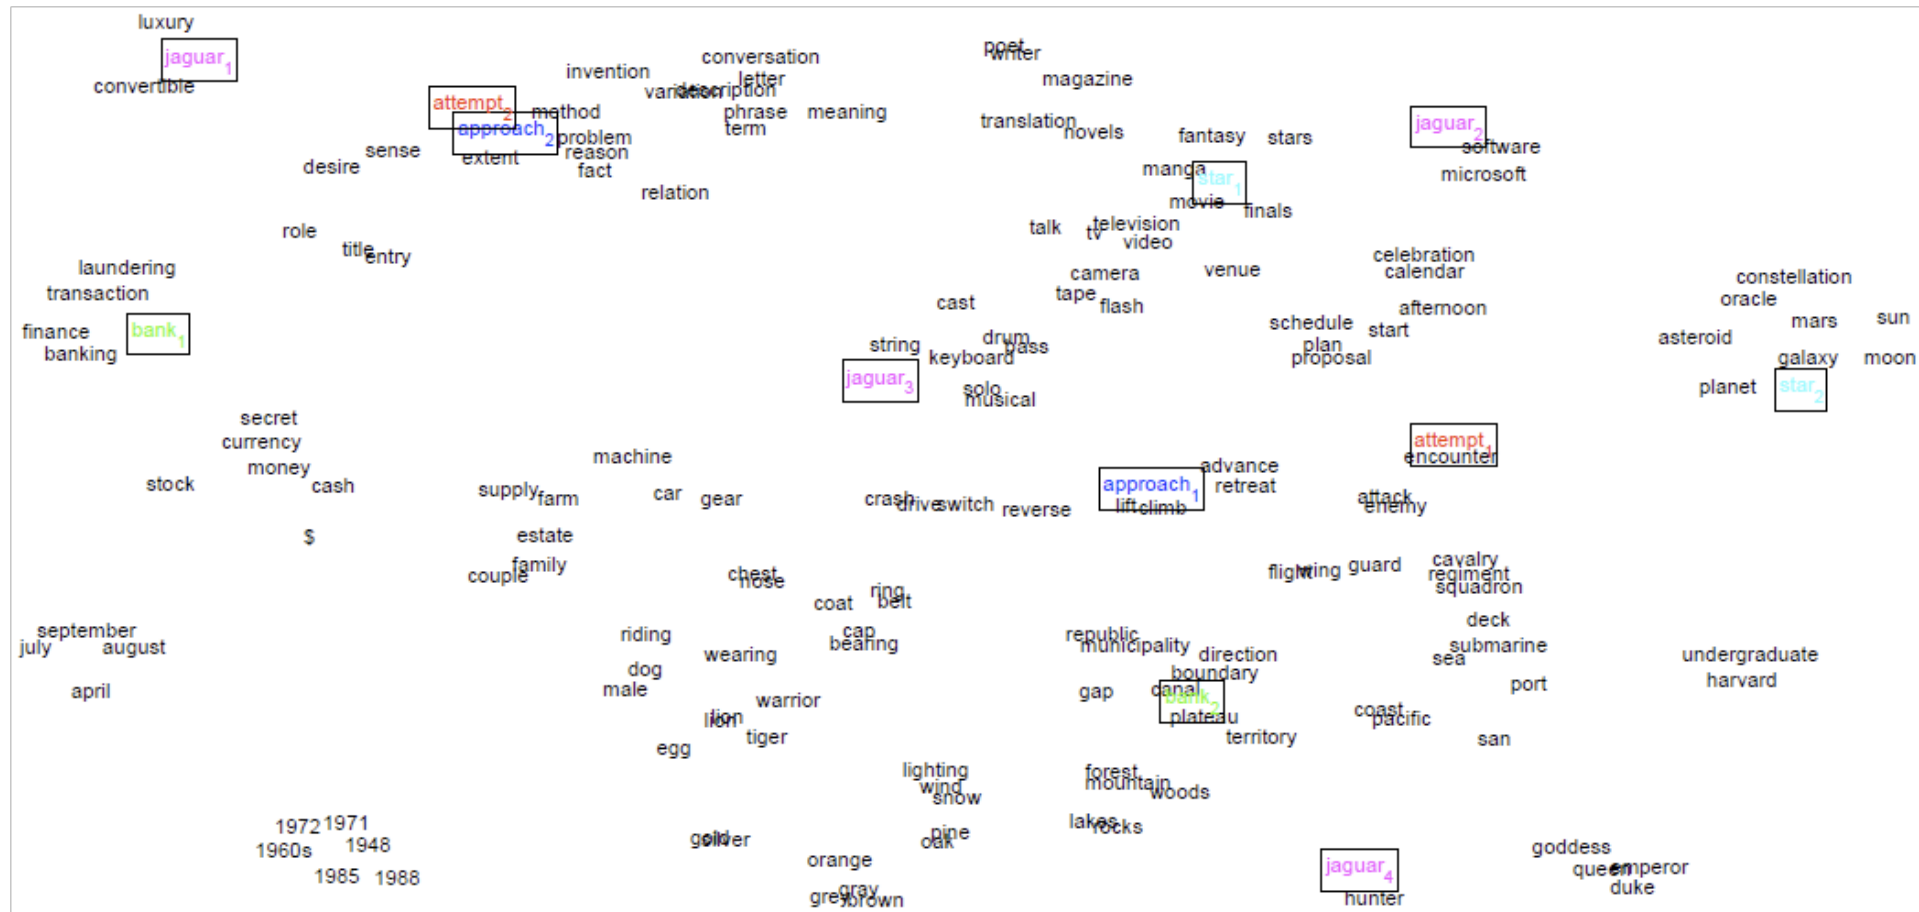 luxury
jaguar1
convertible
attempt2
approach2
method
extent
problem
reason
fact
sense
desire
relation
invention
conversation
letter
variation
description
phrase
term
meaning
poet
writer
magazine
translation
novels
fantasy
stars
manga
star1
movie
finals
jaguar2
software
microsoft
talk
television
tv
video
camera
venue
tape
flash
celebration
calendar
afternoon
schedule
start
plan
proposal
role
title
entry
laundering
transaction
finance
bank1
banking
cast
drum
bass
string
keyboard
jaguar3
solo
musical
constellation
oracle
mars
sun
asteroid
galaxy
moon
planet
star2
secret
currency
money
stock
cash
$
machine
supply
farm
car
gear
estate
family
couple
crash
drive
switch
reverse
approach1
lift
climb
advance
retreat
attempt1
encounter
attack
enemy
flight
wing
guard
cavalry
regiment
squadron
deck
submarine
sea
port
chest
nose
ring
belt
coat
cap
bearing
september
july
august
april
riding
dog
male
wearing
warrior
lion
lion
tiger
egg
republic
municipality
direction
boundary
gap
canal
bank2
plateau
territory
coast
pacific
san
undergraduate
harvard
lighting
wind
snow
forest
mountain
woods
lakes
rocks
pine
oak
gold
silver
orange
gray
grey
brown
1972
1971
1960s
1948
1985
1988
jaguar4
hunter
goddess
queen
emperor
duke